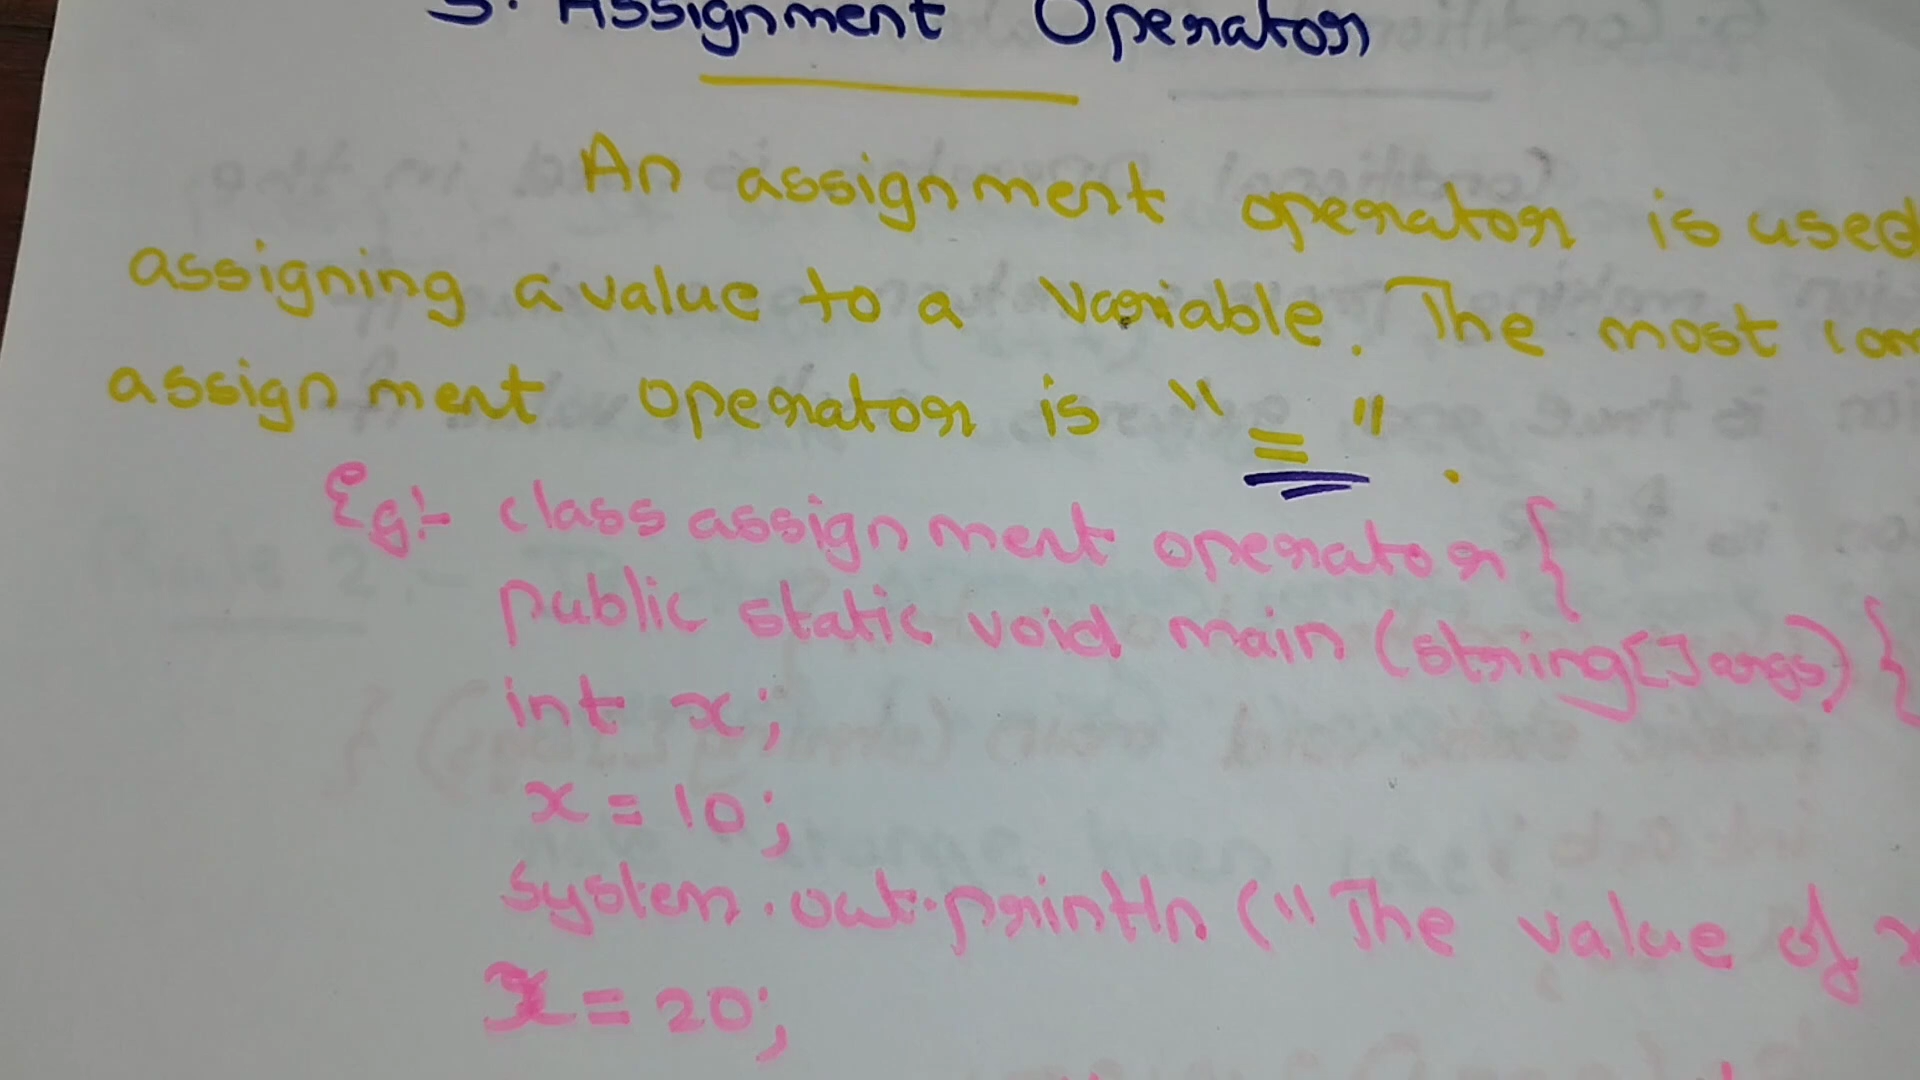 Assignment Operator
An assignment operator is used
assigning a value to a variable. The most com
assignment operator is "=".
Eg:- class assignment operator {
public static void main (string[] args) {
int x;
x = 10;
system.out.println ("The value of x
x = 20;